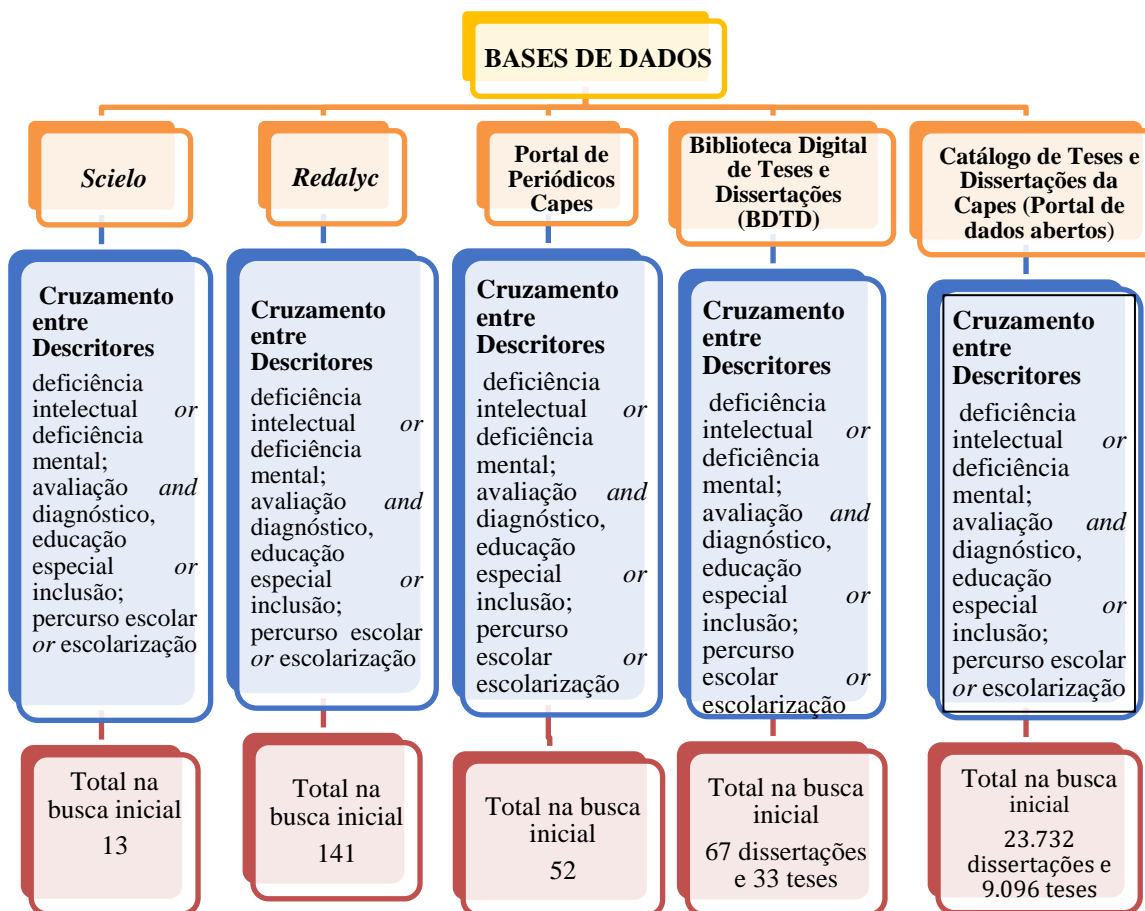 BASES DE DADOS
Scielo
Redalyc
Portal de
Periódicos
Capes
Biblioteca Digital
de Teses e
Dissertações
(BDTD)
Catálogo de Teses e
Dissertações da
Capes (Portal de
dados abertos)
Cruzamento
entre
Descritores
deficiência
intelectual or
deficiência
mental;
avaliação and
diagnóstico,
educação
especial or
inclusão;
percurso escolar
or escolarização
Cruzamento
entre
Descritores
deficiência
intelectual or
deficiência
mental;
avaliação and
diagnóstico,
educação
especial or
inclusão;
percurso escolar
or escolarização
Cruzamento
entre
Descritores
deficiência
intelectual or
deficiência
mental;
avaliação and
diagnóstico,
educação
especial or
inclusão;
percurso
escolar or
escolarização
Cruzamento
entre
Descritores
deficiência
intelectual or
deficiência
mental;
avaliação and
diagnóstico,
educação
especial or
inclusão;
percurso
escolar or
escolarização
Cruzamento
entre
Descritores
deficiência
intelectual or
deficiência
mental;
avaliação and
diagnóstico,
educação
especial or
inclusão;
percurso escolar
or escolarização
Total na
busca inicial
13
Total na
busca inicial
141
Total na busca
inicial
52
Total na busca
inicial
67 dissertações
e 33 teses
Total na busca
inicial
23.732
dissertações e
9.096 teses